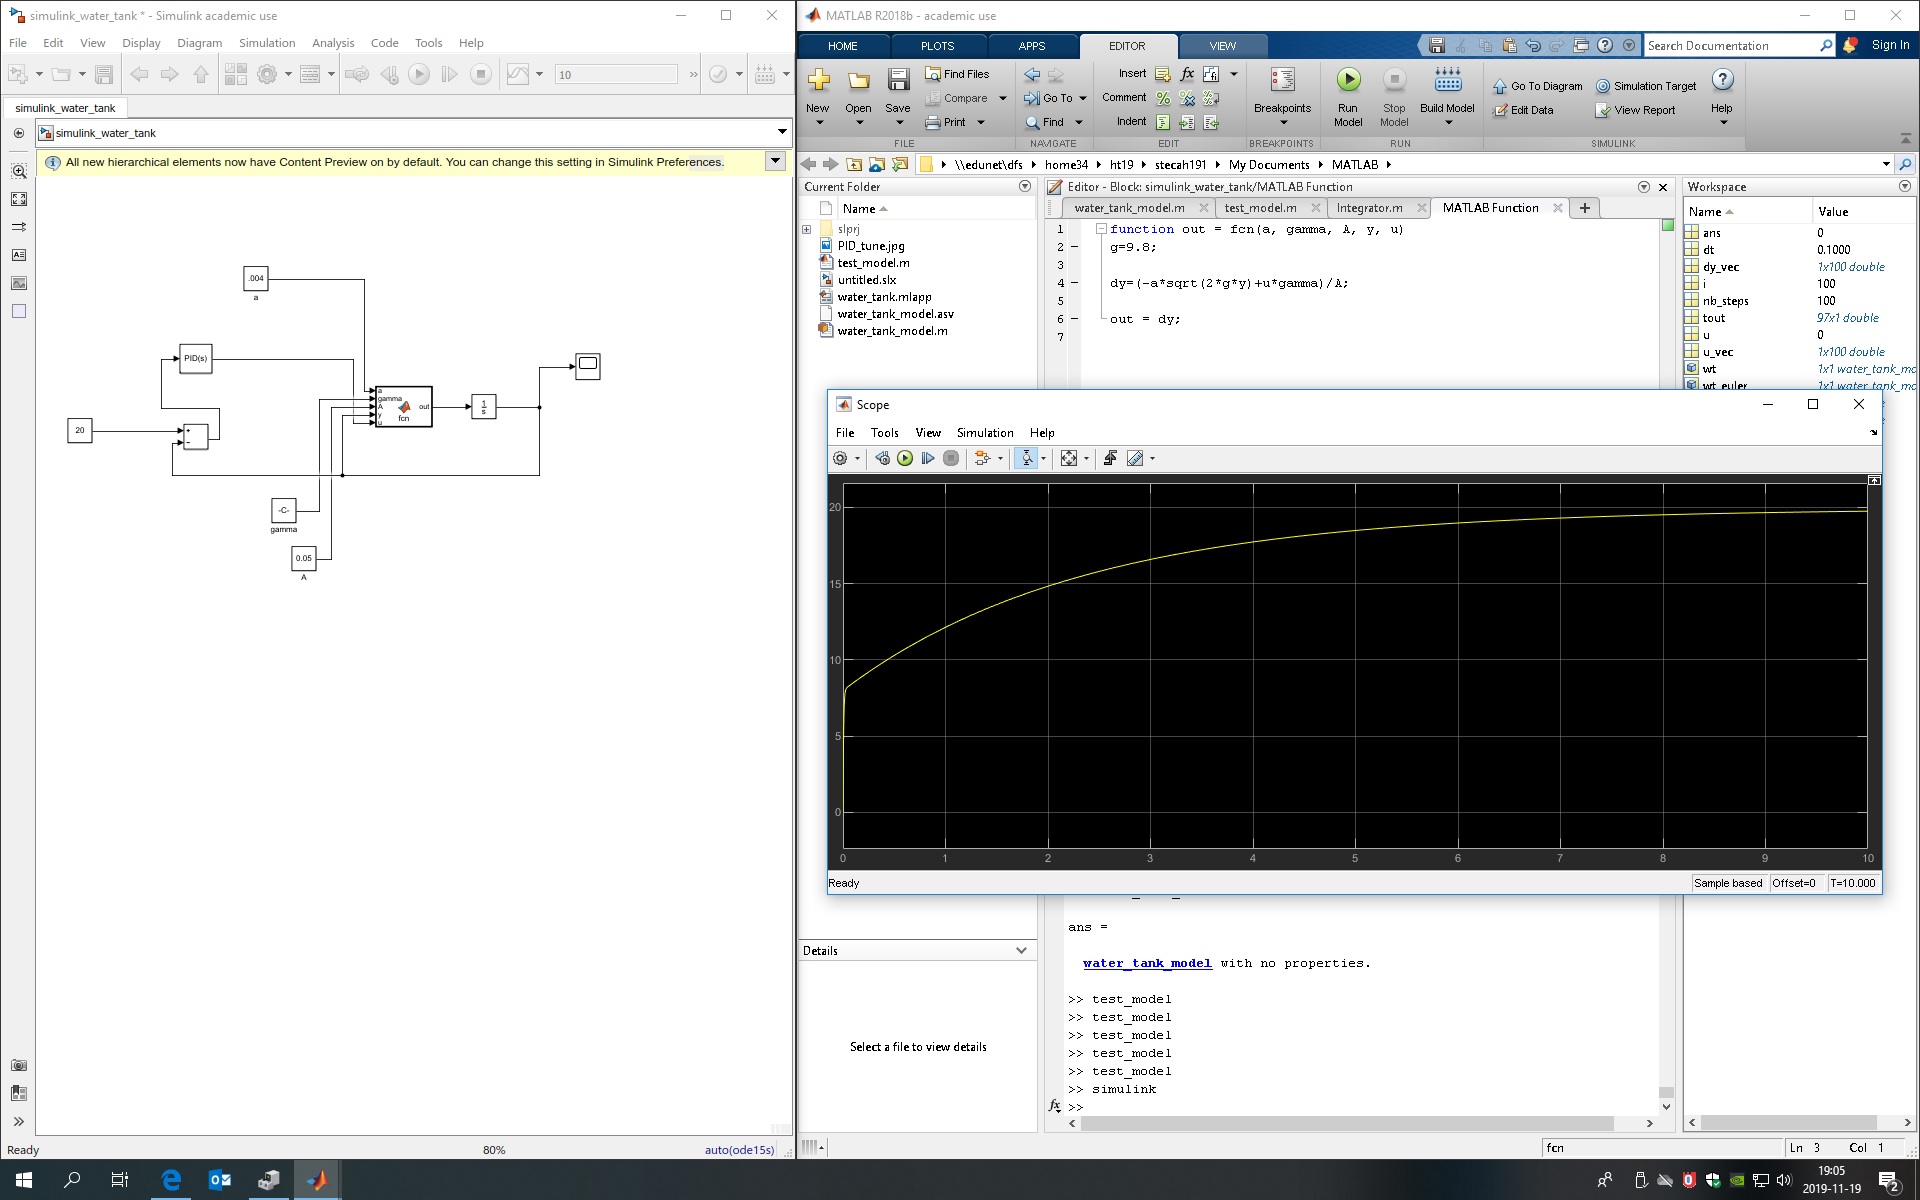 simulink_water_tank * - Simulink academic use
File Edit View Display Diagram Simulation Analysis Code Tools Help
10
simulink_water_tank
simulink_water_tank
All new hierarchical elements now have Content Preview on by default. You can change this setting in Simulink Preferences.
.004
a
PID(s)
20
a
gamma
A
y
u
out
fcn
1
s
-C-
gamma
0.05
A
Ready 80% auto(ode15s)
MATLAB R2018b - academic use
HOME PLOTS APPS EDITOR VIEW
Search Documentation
Sign In
New Open Save
Find Files
Compare
Print
FILE
Go To
Find
NAVIGATE
Insert
Comment
Indent
EDIT
Breakpoints
BREAKPOINTS
Run Model
Stop Model
Build Model
RUN
Go To Diagram
Edit Data
Simulation Target
View Report
Help
SIMULINK
\\edunet\dfs home34 ht19 stecah191 My Documents MATLAB
Current Folder
Name
slprj
PID_tune.jpg
test_model.m
untitled.slx
water_tank.mlapp
water_tank_model.asv
water_tank_model.m
Details
Select a file to view details
Editor - Block: simulink_water_tank/MATLAB Function
water_tank_model.m test_model.m Integrator.m MATLAB Function
1 function out = fcn(a, gamma, A, y, u)
2 g=9.8;
3
4 dy=(-a*sqrt(2*g*y)+u*gamma)/A;
5
6 out = dy;
7
Workspace
Name Value
ans 0
dt 0.1000
dy_vec 1x100 double
i 100
nb_steps 100
tout 97x1 double
u 0
u_vec 1x100 double
wt 1x1 water_tank_mo
wt_euler 1x1 water_tank_mo
Scope
File Tools View Simulation Help
20
15
10
5
0
0 1 2 3 4 5 6 7 8 9 10
Ready Sample based Offset=0 T=10.000
ans =
water_tank_model with no properties.
>> test_model
>> test_model
>> test_model
>> test_model
>> test_model
>> simulink
fx >>
fcn Ln 3 Col 1
19:05
2019-11-19
2